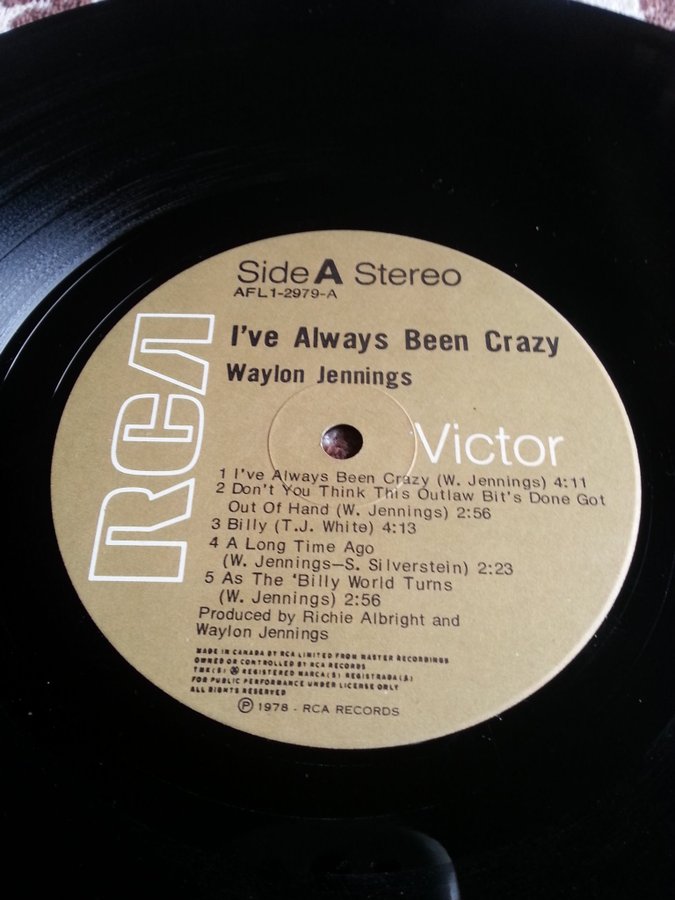 Side A Stereo
AFL1-2979-A
I've Always Been Crazy
Waylon Jennings
RCA
Victor
1 I've Always Been Crazy (W. Jennings) 4:11
2 Don't You Think This Outlaw Bit's Done Got
Out Of Hand (W. Jennings) 2:56
3 Billy (T.J. White) 4:13
4 A Long Time Ago
(W. Jennings—S. Silverstein) 2:23
5 As The 'Billy World Turns
(W. Jennings) 2:56
Produced by Richie Albright and
Waylon Jennings
MADE IN CANADA BY RCA LIMITED FROM MASTER RECORDINGS
OWNED OR CONTROLLED BY RCA RECORDS
TMK(S) ® REGISTERED MARCA(S) REGISTRADA(S)
FOR PUBLIC PERFORMANCE UNDER LICENSE ONLY
ALL RIGHTS RESERVED
℗ 1978 - RCA RECORDS